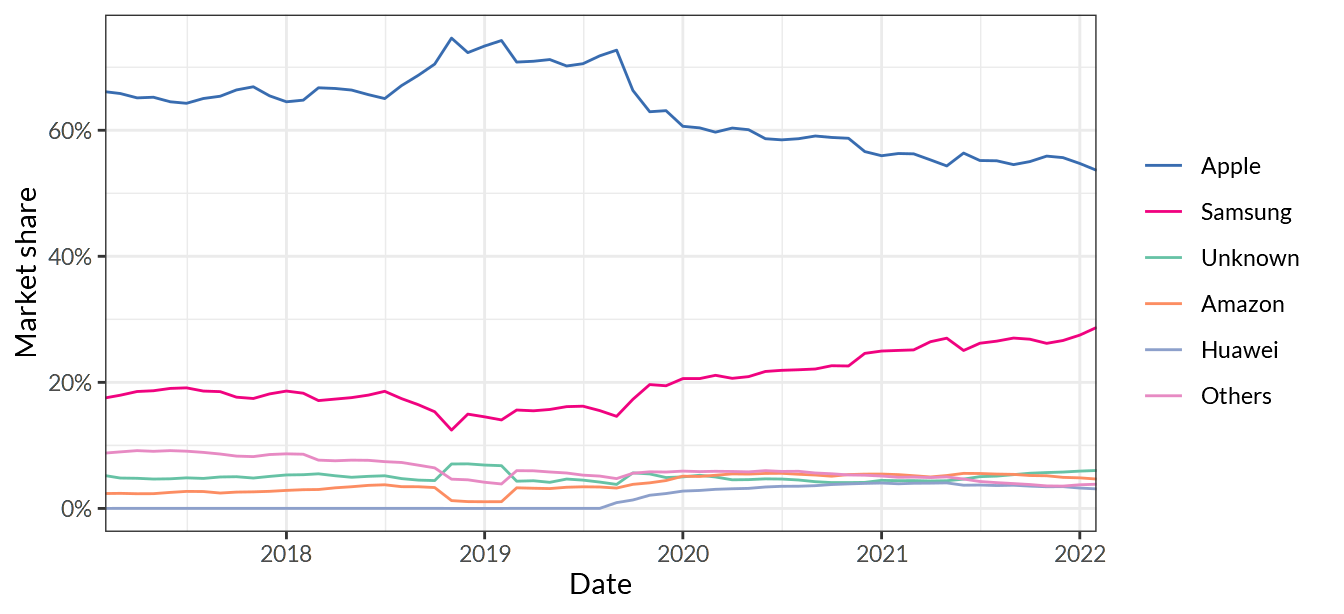 Market share
60%
40%
20%
0%
2018 2019 2020 2021 2022
Date
Apple
Samsung
Unknown
Amazon
Huawei
Others